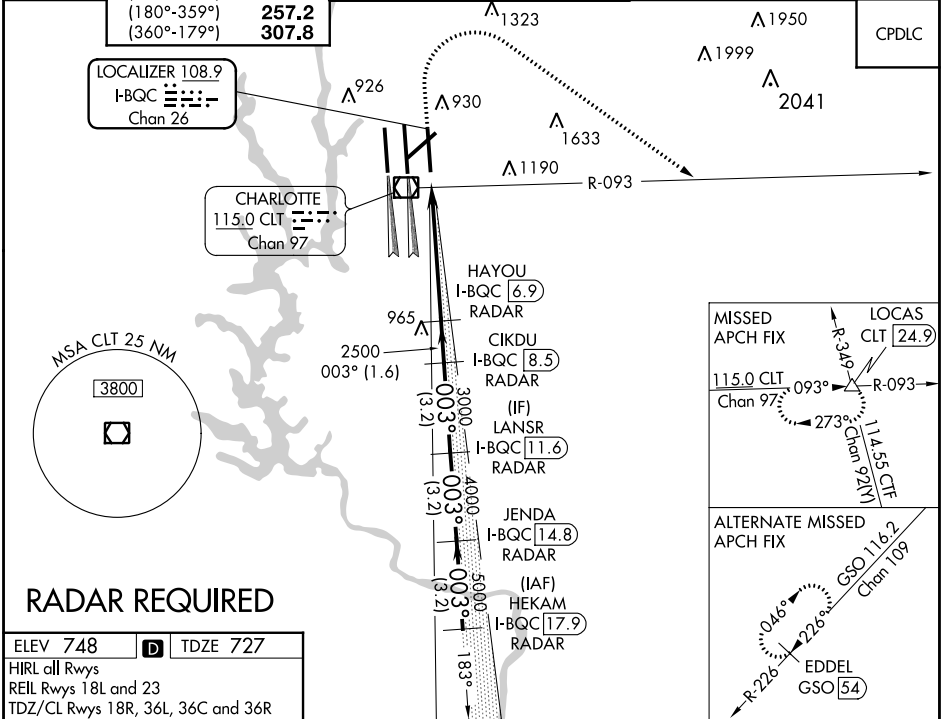 (180°-359°) 257.2
(360°-179°) 307.8
CPDLC
1323
1950
1999
2041
926
930
1633
1190
LOCALIZER 108.9
I-BQC
Chan 26
CHARLOTTE
115.0 CLT
Chan 97
R-093
HAYOU
I-BQC 6.9
RADAR
965
2500
003° (1.6)
CIKDU
I-BQC 8.5
RADAR
3000
003°
(3.2)
(IF)
LANSR
I-BQC 11.6
RADAR
4000
003°
(3.2)
JENDA
I-BQC 14.8
RADAR
5000
003°
(3.2)
(IAF)
HEKAM
I-BQC 17.9
RADAR
183°
MSA CLT 25 NM
3800
MISSED
APCH FIX
LOCAS
CLT 24.9
R-349
115.0 CLT
Chan 97
093°
R-093
273°
114.55 CTF
Chan 92(Y)
ALTERNATE MISSED
APCH FIX
GSO 116.2
Chan 109
046°
226°
R-226
EDDEL
GSO 54
RADAR REQUIRED
ELEV 748 D TDZE 727
HIRL all Rwys
REIL Rwys 18L and 23
TDZ/CL Rwys 18R, 36L, 36C and 36R